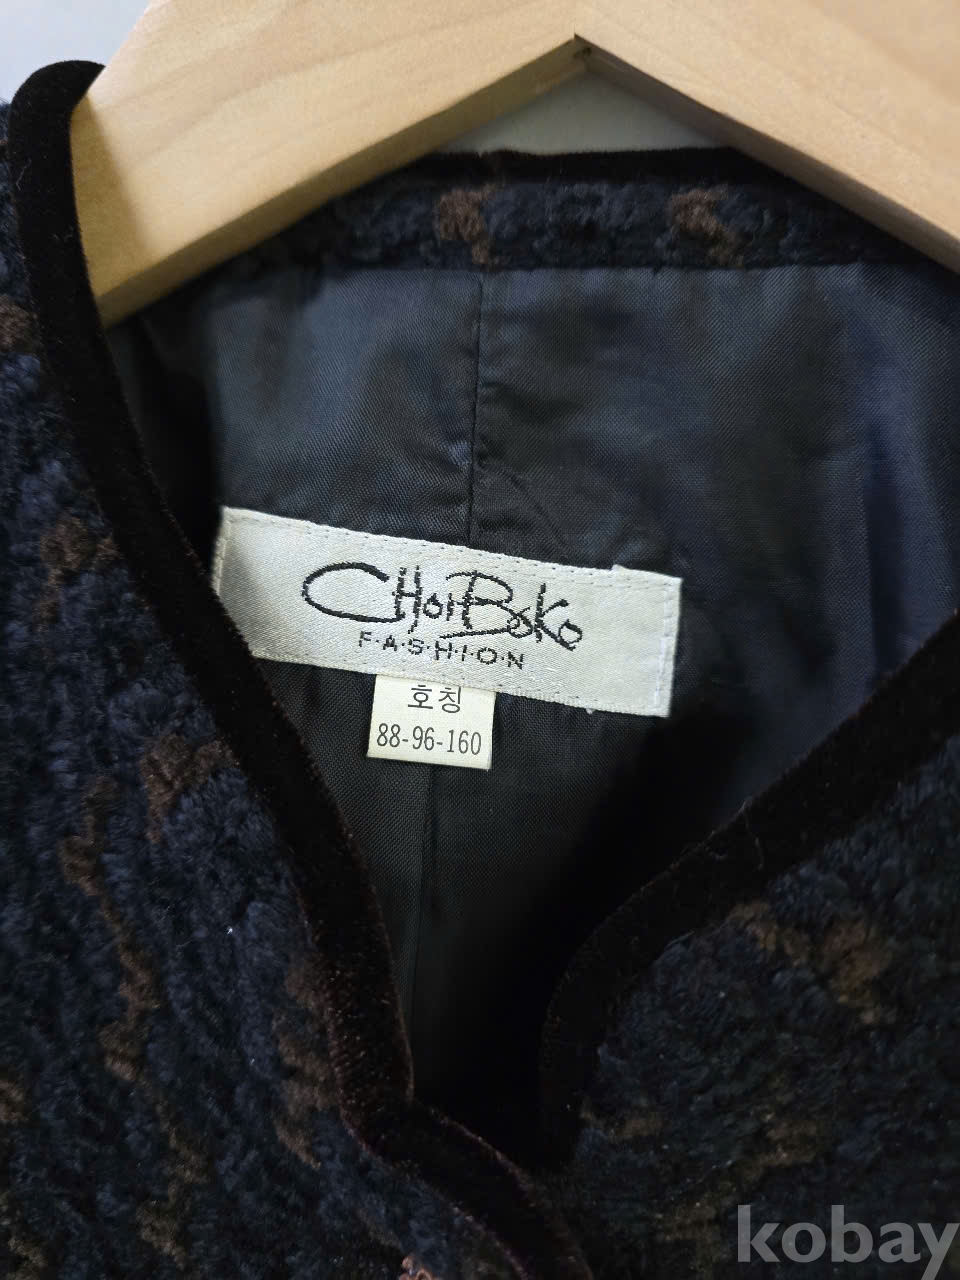 CHoiBoKo
F·A·S·H·I·O·N
호칭
88-96-160
kobay